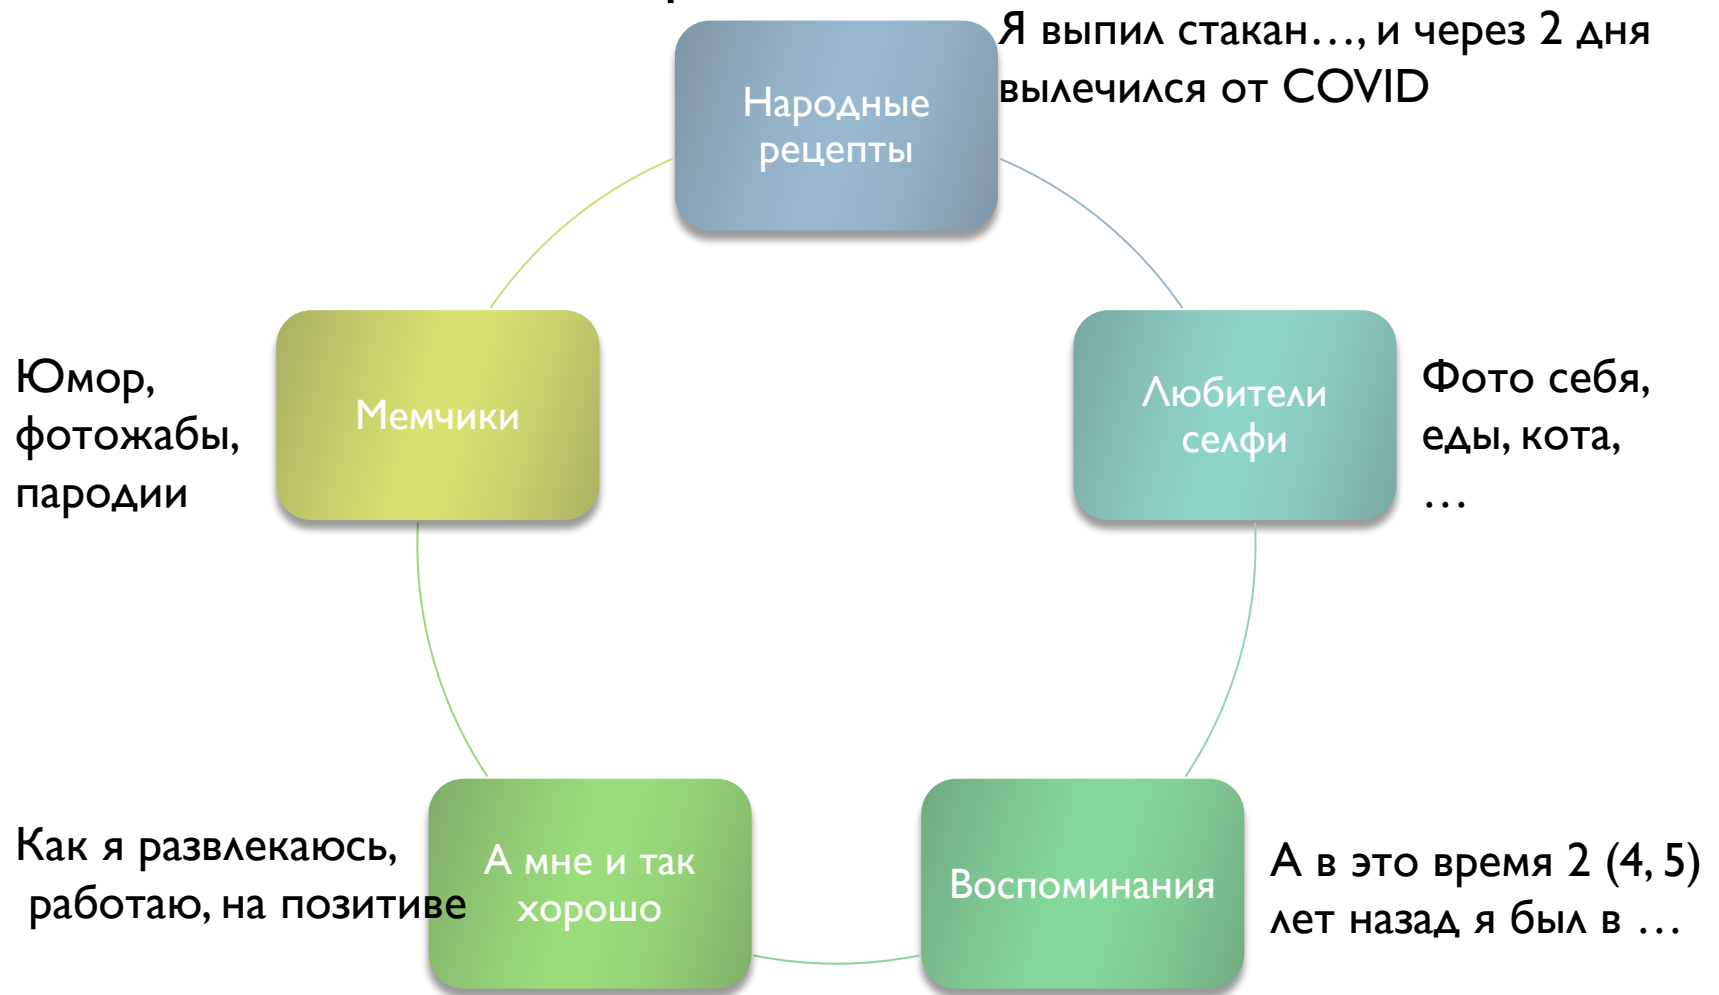 Я выпил стакан…, и через 2 дня
вылечился от COVID
Народные
рецепты
Юмор,
фотожабы,
пародии
Мемчики
Любители
селфи
Фото себя,
еды, кота,
…
Как я развлекаюсь,
работаю, на позитиве
А мне и так
хорошо
Воспоминания
А в это время 2 (4, 5)
лет назад я был в …